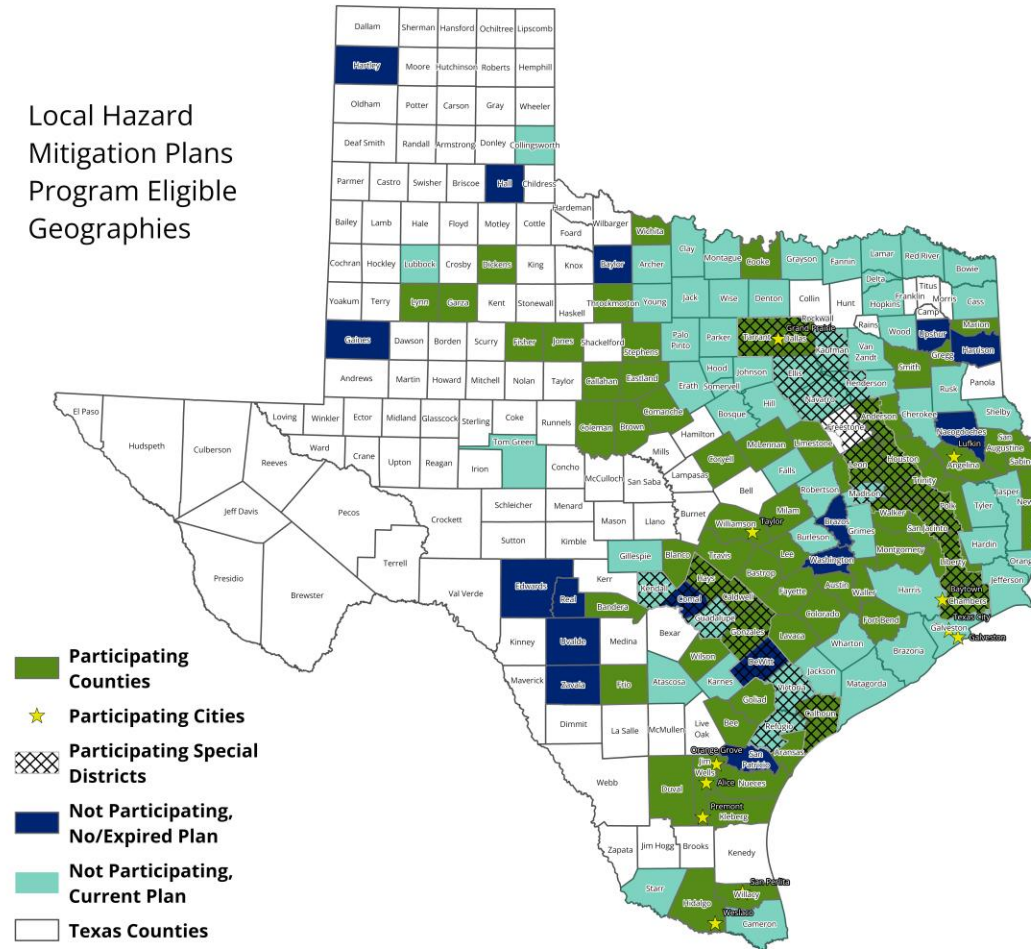 Local Hazard
Mitigation Plans
Program Eligible
Geographies
Dallam
Sherman
Hansford
Ochiltree
Lipscomb
Hartley
Moore
Hutchinson
Roberts
Hemphill
Oldham
Potter
Carson
Gray
Wheeler
Deaf Smith
Randall
Armstrong
Donley
Collingsworth
Parmer
Castro
Swisher
Briscoe
Hall
Childress
Hardeman
Bailey
Lamb
Hale
Floyd
Motley
Cottle
Foard
Wilbarger
Wichita
Clay
Montague
Cooke
Grayson
Fannin
Lamar
Red River
Bowie
Cochran
Hockley
Lubbock
Crosby
Dickens
King
Knox
Baylor
Archer
Delta
Titus
Franklin
Morris
Hopkins
Cass
Yoakum
Terry
Lynn
Garza
Kent
Stonewall
Haskell
Throckmorton
Young
Jack
Wise
Denton
Collin
Hunt
Rockwall
Rains
Camp
Wood
Upshur
Marion
Harrison
Gregg
Gaines
Dawson
Borden
Scurry
Fisher
Jones
Shackelford
Stephens
Palo
Pinto
Parker
Tarrant
Grand Prairie
Dallas
Kaufman
Van
Zandt
Smith
Panola
Andrews
Martin
Howard
Mitchell
Nolan
Taylor
Callahan
Eastland
Erath
Hood
Somervell
Johnson
Ellis
Henderson
Navarro
Rusk
Cherokee
Shelby
El Paso
Hudspeth
Culberson
Loving
Winkler
Ector
Midland
Glasscock
Sterling
Coke
Runnels
Coleman
Brown
Comanche
Bosque
Hill
Freestone
Anderson
Nacogdoches
San
Augustine
Reeves
Ward
Crane
Upton
Reagan
Irion
Tom Green
Concho
Mills
Hamilton
Coryell
McLennan
Limestone
Leon
Houston
Lufkin
Angelina
Sabin
Trinity
Jeff Davis
Pecos
Crockett
Schleicher
Menard
McCulloch
San Saba
Lampasas
Bell
Falls
Robertson
Madison
Walker
Polk
Jasper
New
Tyler
Presidio
Brewster
Terrell
Sutton
Kimble
Mason
Llano
Burnet
Williamson
Taylor
Milam
Brazos
Burleson
Grimes
San Jacinto
Hardin
Val Verde
Edwards
Real
Kerr
Gillespie
Blanco
Travis
Lee
Washington
Montgomery
Liberty
Orang
Jefferson
Kendall
Hays
Bastrop
Austin
Waller
Harris
Baytown
Chambers
Bandera
Comal
Caldwell
Fayette
Colorado
Fort Bend
Texas City
Galveston
Galveston
Kinney
Uvalde
Medina
Bexar
Guadalupe
Gonzales
Lavaca
Wharton
Brazoria
Maverick
Zavala
Frio
Atascosa
Wilson
Karnes
DeWitt
Jackson
Matagorda
Victoria
Goliad
Calhoun
Dimmit
La Salle
McMullen
Live
Oak
Bee
Refugio
Aransas
Orange Grove
San
Patricio
Jim
Wells
Webb
Duval
Alice
Nueces
Premont
Kleberg
Zapata
Jim Hogg
Brooks
Kenedy
San Perlita
Starr
Hidalgo
Willacy
Weslaco
Cameron
Participating
Counties
Participating Cities
Participating Special
Districts
Not Participating,
No/Expired Plan
Not Participating,
Current Plan
Texas Counties